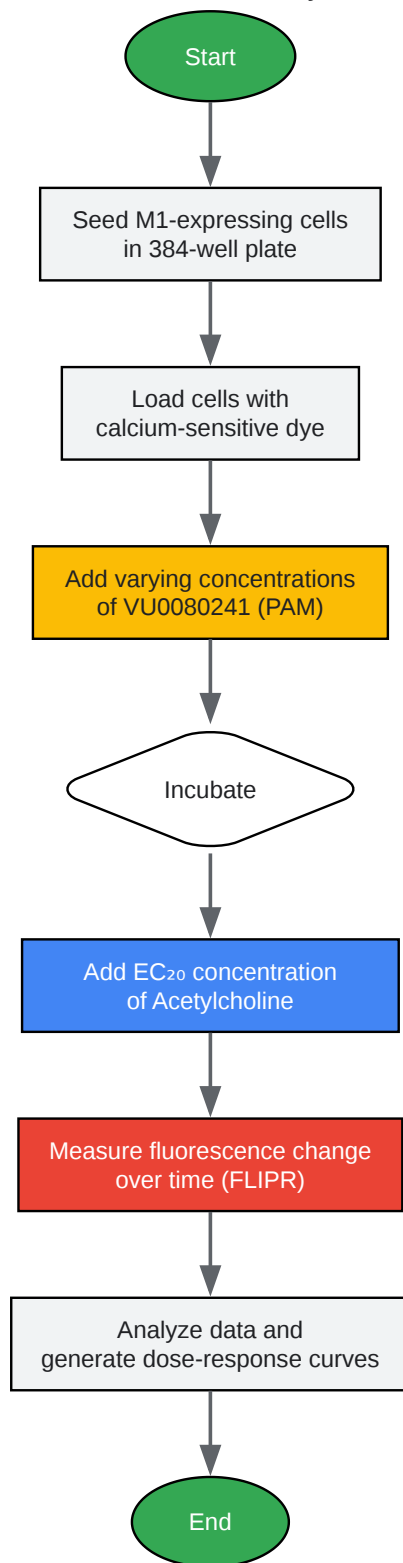 Start
Seed M1-expressing cells
in 384-well plate
Load cells with
calcium-sensitive dye
Add varying concentrations
of VU0080241 (PAM)
Incubate
Add EC₂₀ concentration
of Acetylcholine
Measure fluorescence change
over time (FLIPR)
Analyze data and
generate dose-response curves
End